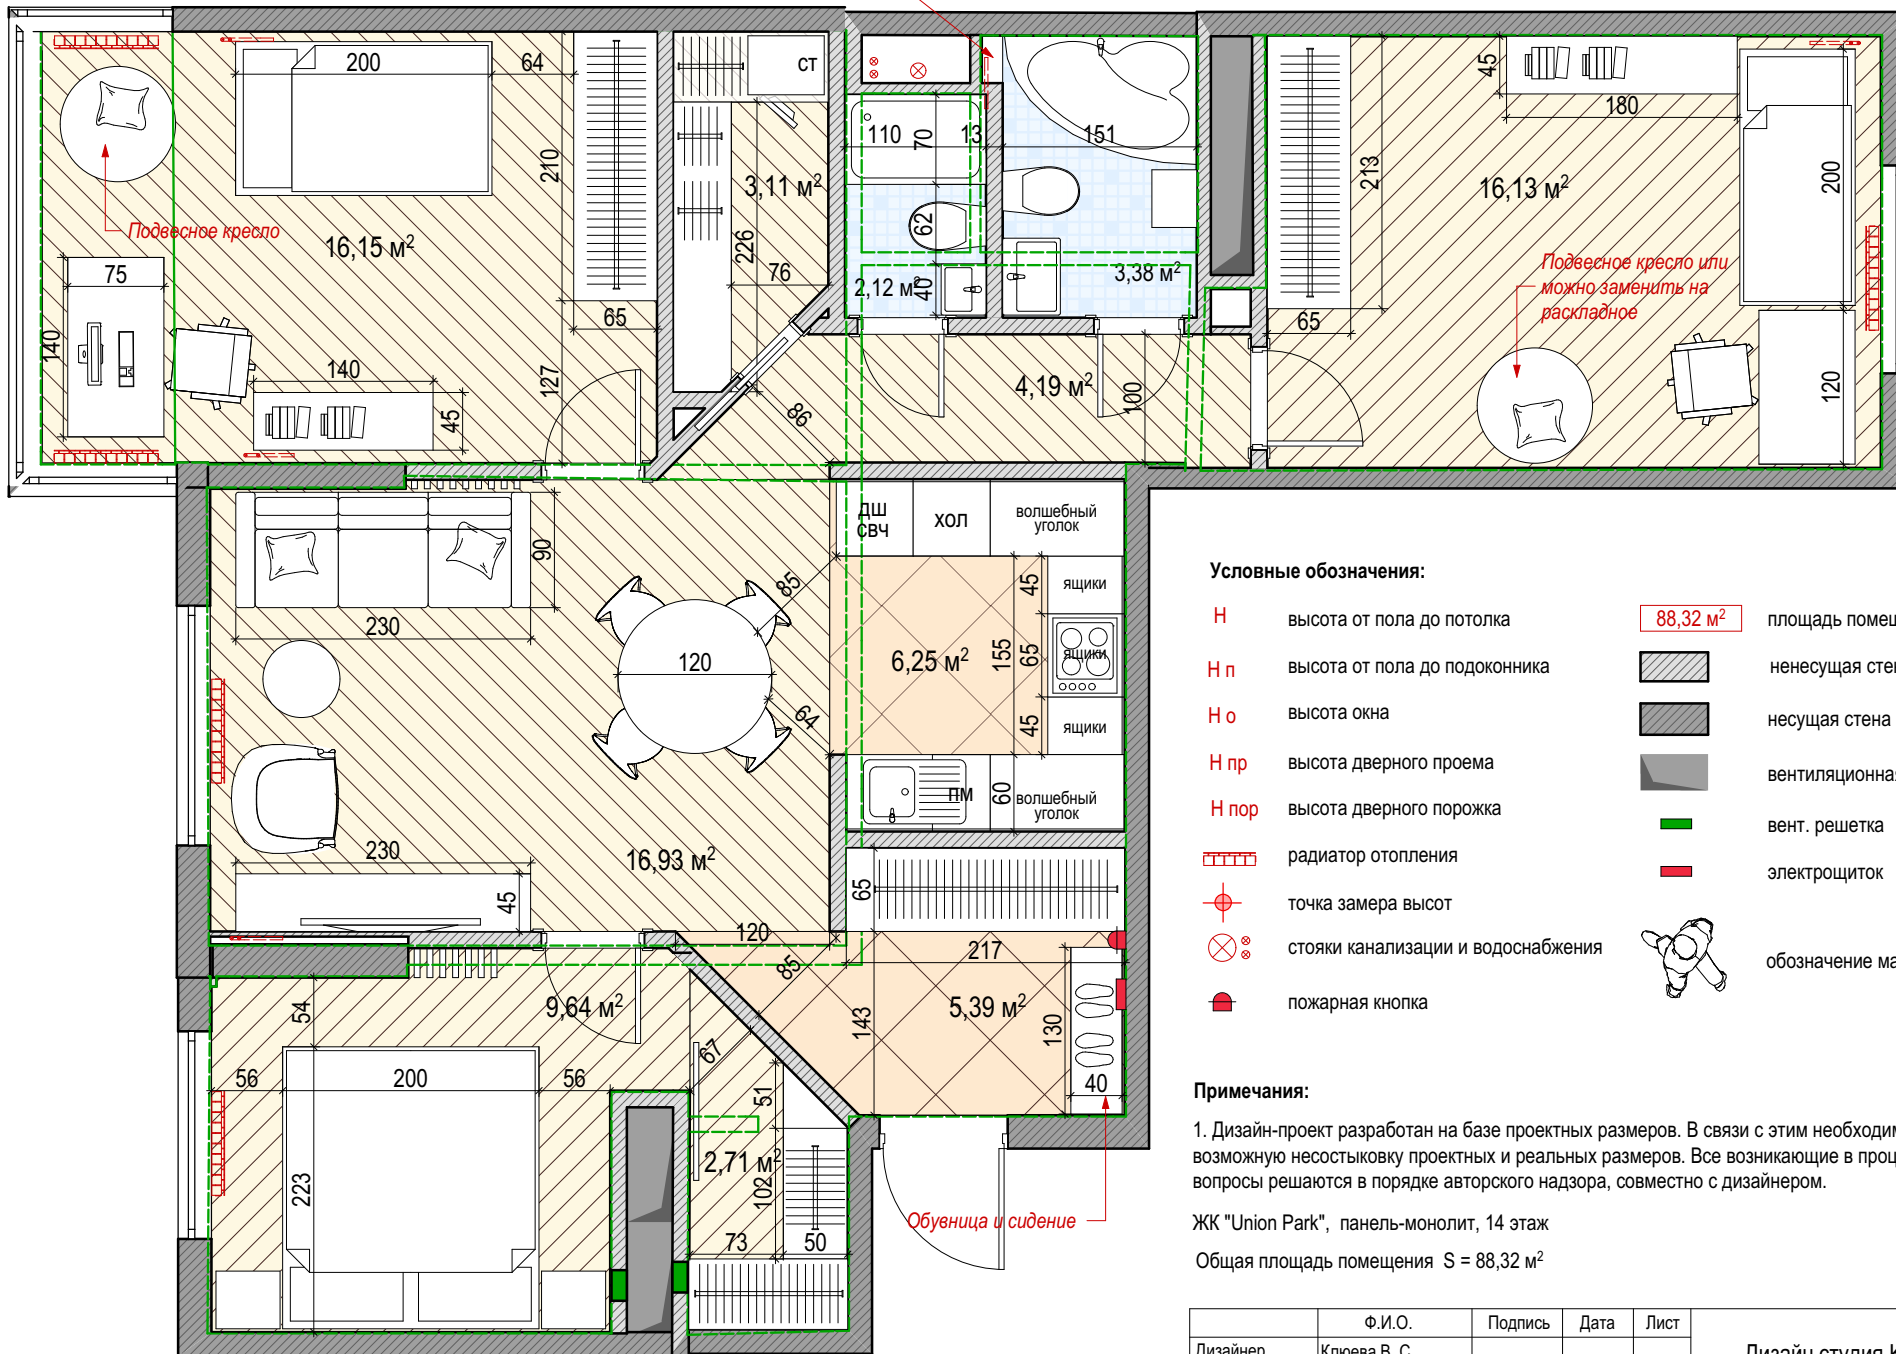 200
64
ст
45
180
110
70
13
151
210
3,11 м²
213
16,13 м²
200
Подвесное кресло
16,15 м²
62
226
76
2,12 м²
40
3,38 м²
Подвесное кресло или
можно заменить на
раскладное
75
65
65
140
140
127
45
86
4,19 м²
100
120
ДШ
СВЧ
ХОЛ
волшебный
уголок
90
85
45
ящики
230
120
6,25 м²
155
65
ящики
64
45
ящики
ПМ
60
волшебный
уголок
230
16,93 м²
45
65
120
217
85
9,64 м²
54
143
5,39 м²
130
67
56
200
56
51
40
2,71 м²
102
223
73
50
Обувница и сидение
Условные обозначения:
Н высота от пола до потолка
88,32 м²
Н п высота от пола до подоконника
Н о высота окна
несущая стена
Н пр высота дверного проема
Н пор высота дверного порожка
вент. решетка
радиатор отопления
электрощиток
точка замера высот
стояки канализации и водоснабжения
обозначение
пожарная кнопка
Примечания:
1. Дизайн-проект разработан на базе проектных размеров. В связи с этим
возможную несостыковку проектных и реальных размеров. Все возникающие в
вопросы решаются в порядке авторского надзора, совместно с дизайнером.
ЖК "Union Park", панель-монолит, 14 этаж
Общая площадь помещения S = 88,32 м²
Ф.И.О. Подпись Дата Лист
Дизайнер Клюева В. С.
Дизайн студия